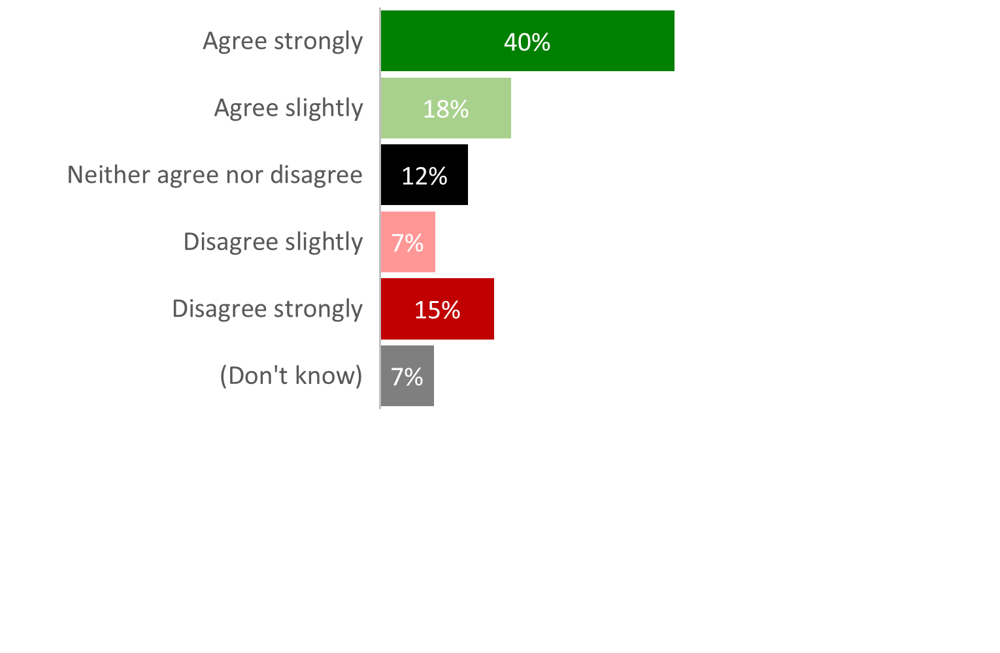 Agree strongly 40%
Agree slightly 18%
Neither agree nor disagree 12%
Disagree slightly 7%
Disagree strongly 15%
(Don't know) 7%